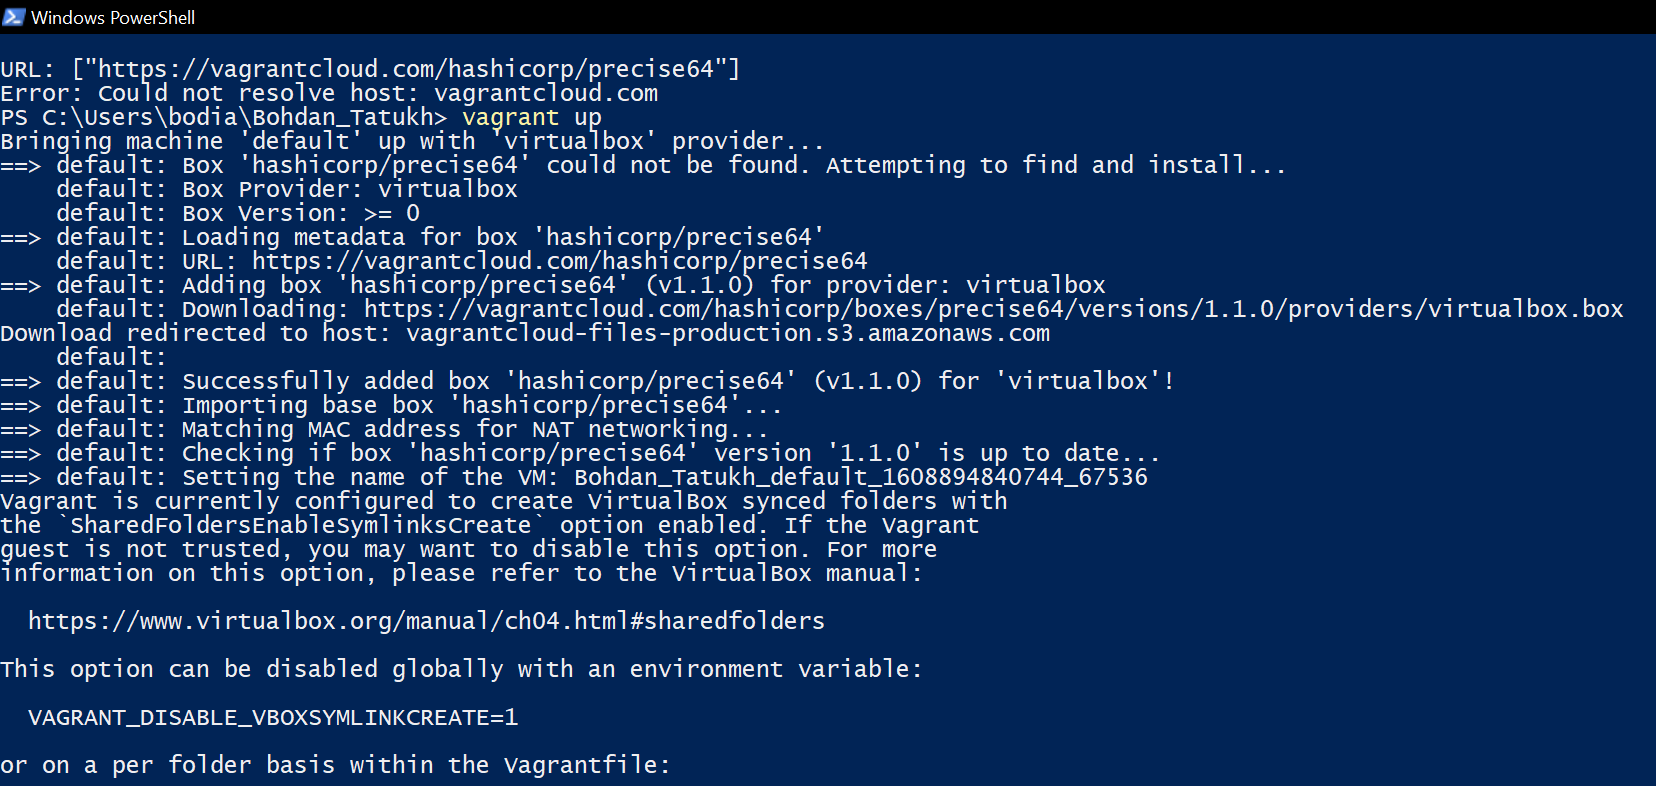 Windows PowerShell
URL: ["https://vagrantcloud.com/hashicorp/precise64"]
Error: Could not resolve host: vagrantcloud.com
PS C:\Users\bodia\Bohdan_Tatukh> vagrant up
Bringing machine 'default' up with 'virtualbox' provider...
==> default: Box 'hashicorp/precise64' could not be found. Attempting to find and install...
    default: Box Provider: virtualbox
    default: Box Version: >= 0
==> default: Loading metadata for box 'hashicorp/precise64'
    default: URL: https://vagrantcloud.com/hashicorp/precise64
==> default: Adding box 'hashicorp/precise64' (v1.1.0) for provider: virtualbox
    default: Downloading: https://vagrantcloud.com/hashicorp/boxes/precise64/versions/1.1.0/providers/virtualbox.box
Download redirected to host: vagrantcloud-files-production.s3.amazonaws.com
    default:
==> default: Successfully added box 'hashicorp/precise64' (v1.1.0) for 'virtualbox'!
==> default: Importing base box 'hashicorp/precise64'...
==> default: Matching MAC address for NAT networking...
==> default: Checking if box 'hashicorp/precise64' version '1.1.0' is up to date...
==> default: Setting the name of the VM: Bohdan_Tatukh_default_1608894840744_67536
Vagrant is currently configured to create VirtualBox synced folders with
the `SharedFoldersEnableSymlinksCreate` option enabled. If the Vagrant
guest is not trusted, you may want to disable this option. For more
information on this option, please refer to the VirtualBox manual:
  https://www.virtualbox.org/manual/ch04.html#sharedfolders
This option can be disabled globally with an environment variable:
  VAGRANT_DISABLE_VBOXSYMLINKCREATE=1
or on a per folder basis within the Vagrantfile: